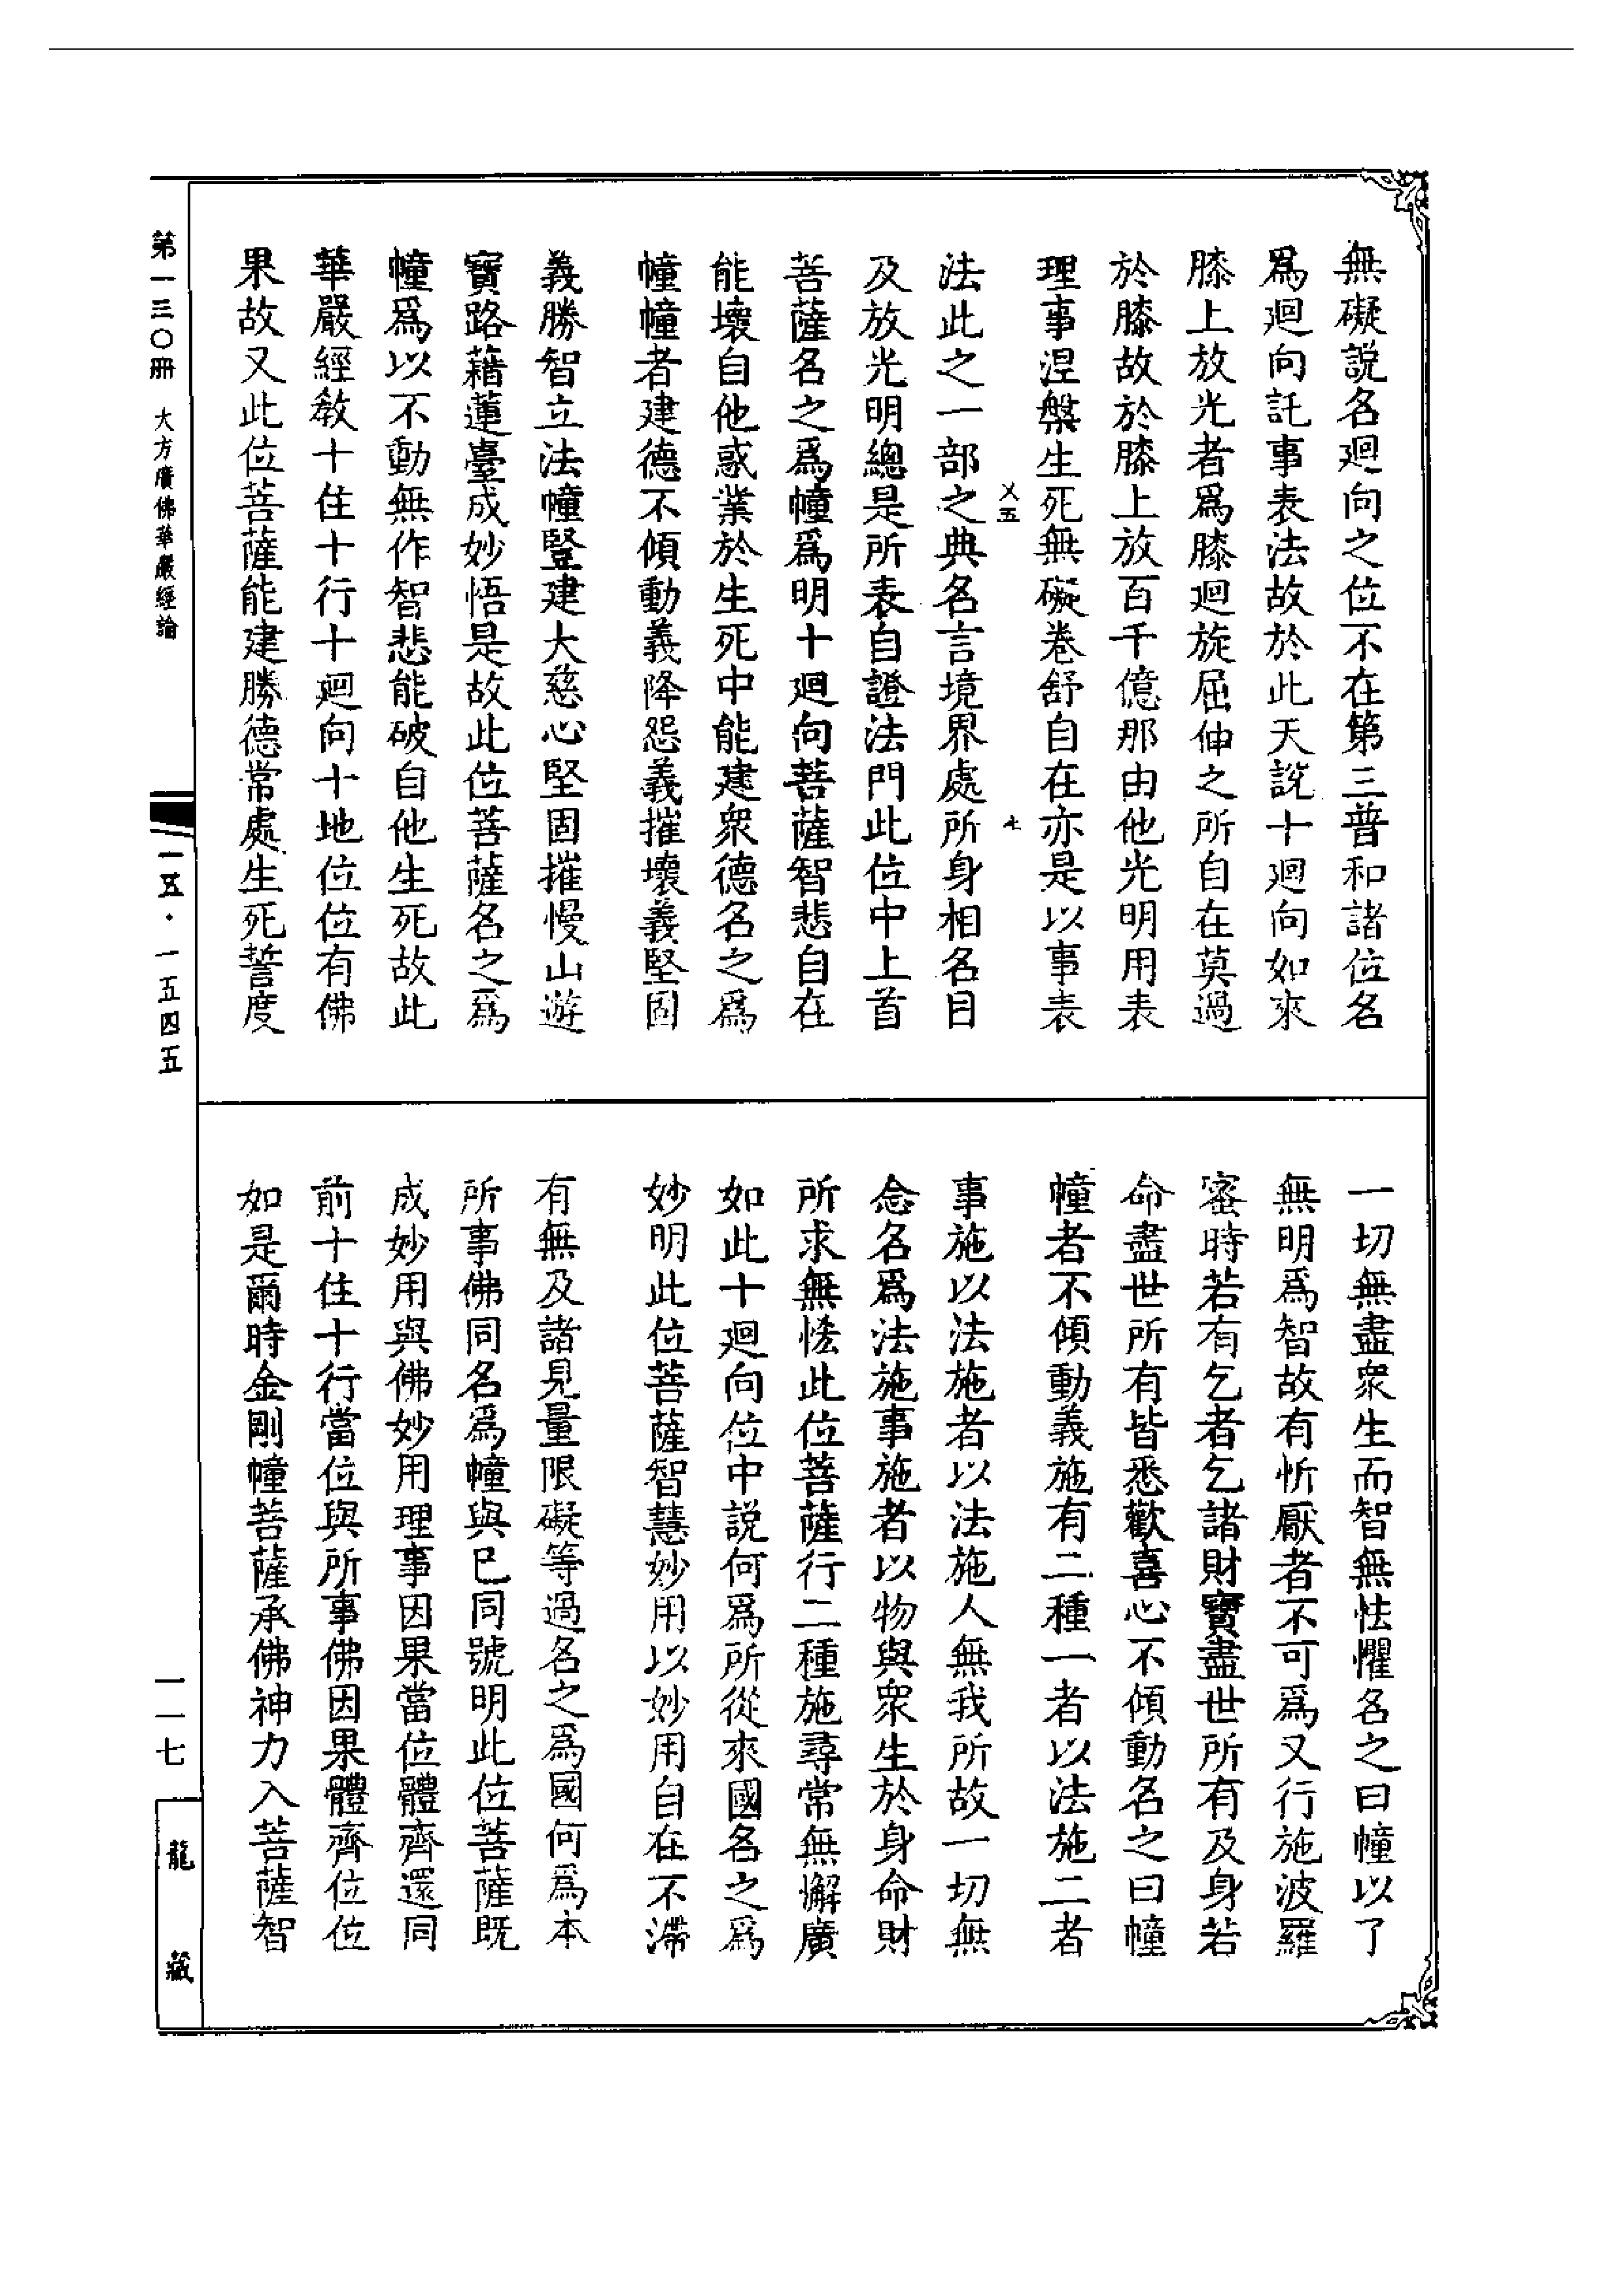 無礙說名迴向之位不在第三普和諸位名
爲迴向託事表法故於此天說十迴向如來
膝上放光者爲膝迴旋屈伸之所自在莫過
於膝故於膝上放百千億那由他光明用表
理事涅槃生死無礙卷舒自在亦是以事表
乂五 七
法此之一部之典名言境界處所身相名目
及放光明總是所表自證法門此位中上首
菩薩名之爲幢爲明十迴向菩薩智悲自在
能壞自他惑業於生死中能建衆德名之爲
幢幢者建德不傾動義降怨義摧壞義堅固
義勝智立法幢豎建大慈心堅固摧慢山遊
寶路藉蓮臺成妙悟是故此位菩薩名之爲
幢爲以不動無作智悲能破自他生死故此
華嚴經教十住十行十迴向十地位位有佛
果故又此位菩薩能建勝德常處生死誓度
一切無盡衆生而智無怯懼名之曰幢以了
無明爲智故有忻厭者不可爲又行施波羅
蜜時若有乞者乞諸財寶盡世所有及身若
命盡世所有皆悉歡喜心不傾動名之曰幢
幢者不傾動義施有二種一者以法施二者
事施以法施者以法施人無我所故一切無
念名爲法施事施者以物與衆生於身命財
所求無悋此位菩薩行二種施尋常無懈廣
如此十迴向位中說何爲所從來國名之爲
妙明此位菩薩智慧妙用以妙用自在不滯
有無及諸見量限礙等過名之爲國何爲本
所事佛同名爲幢與已同號明此位菩薩既
成妙用與佛妙用理事因果當位體齊還同
前十住十行當位與所事佛因果體齊位位
如是爾時金剛幢菩薩承佛神力入菩薩智
第一三〇冊 大方廣佛華嚴經論
一五·一五四五
一一七
龍藏